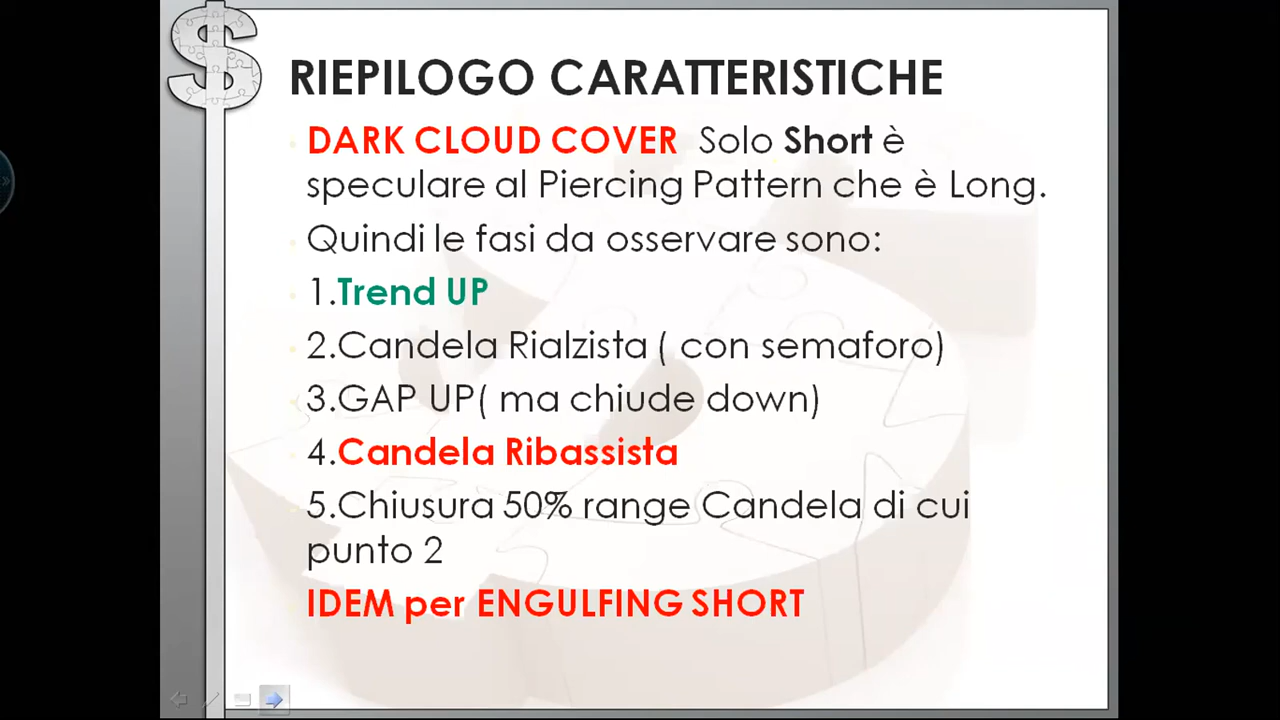 RIEPILOGO CARATTERISTICHE
DARK CLOUD COVER Solo Short è
speculare al Piercing Pattern che è Long.
Quindi le fasi da osservare sono:
1.Trend UP
2.Candela Rialzista ( con semaforo)
3.GAP UP( ma chiude down)
4.Candela Ribassista
5.Chiusura 50% range Candela di cui
punto 2
IDEM per ENGULFING SHORT